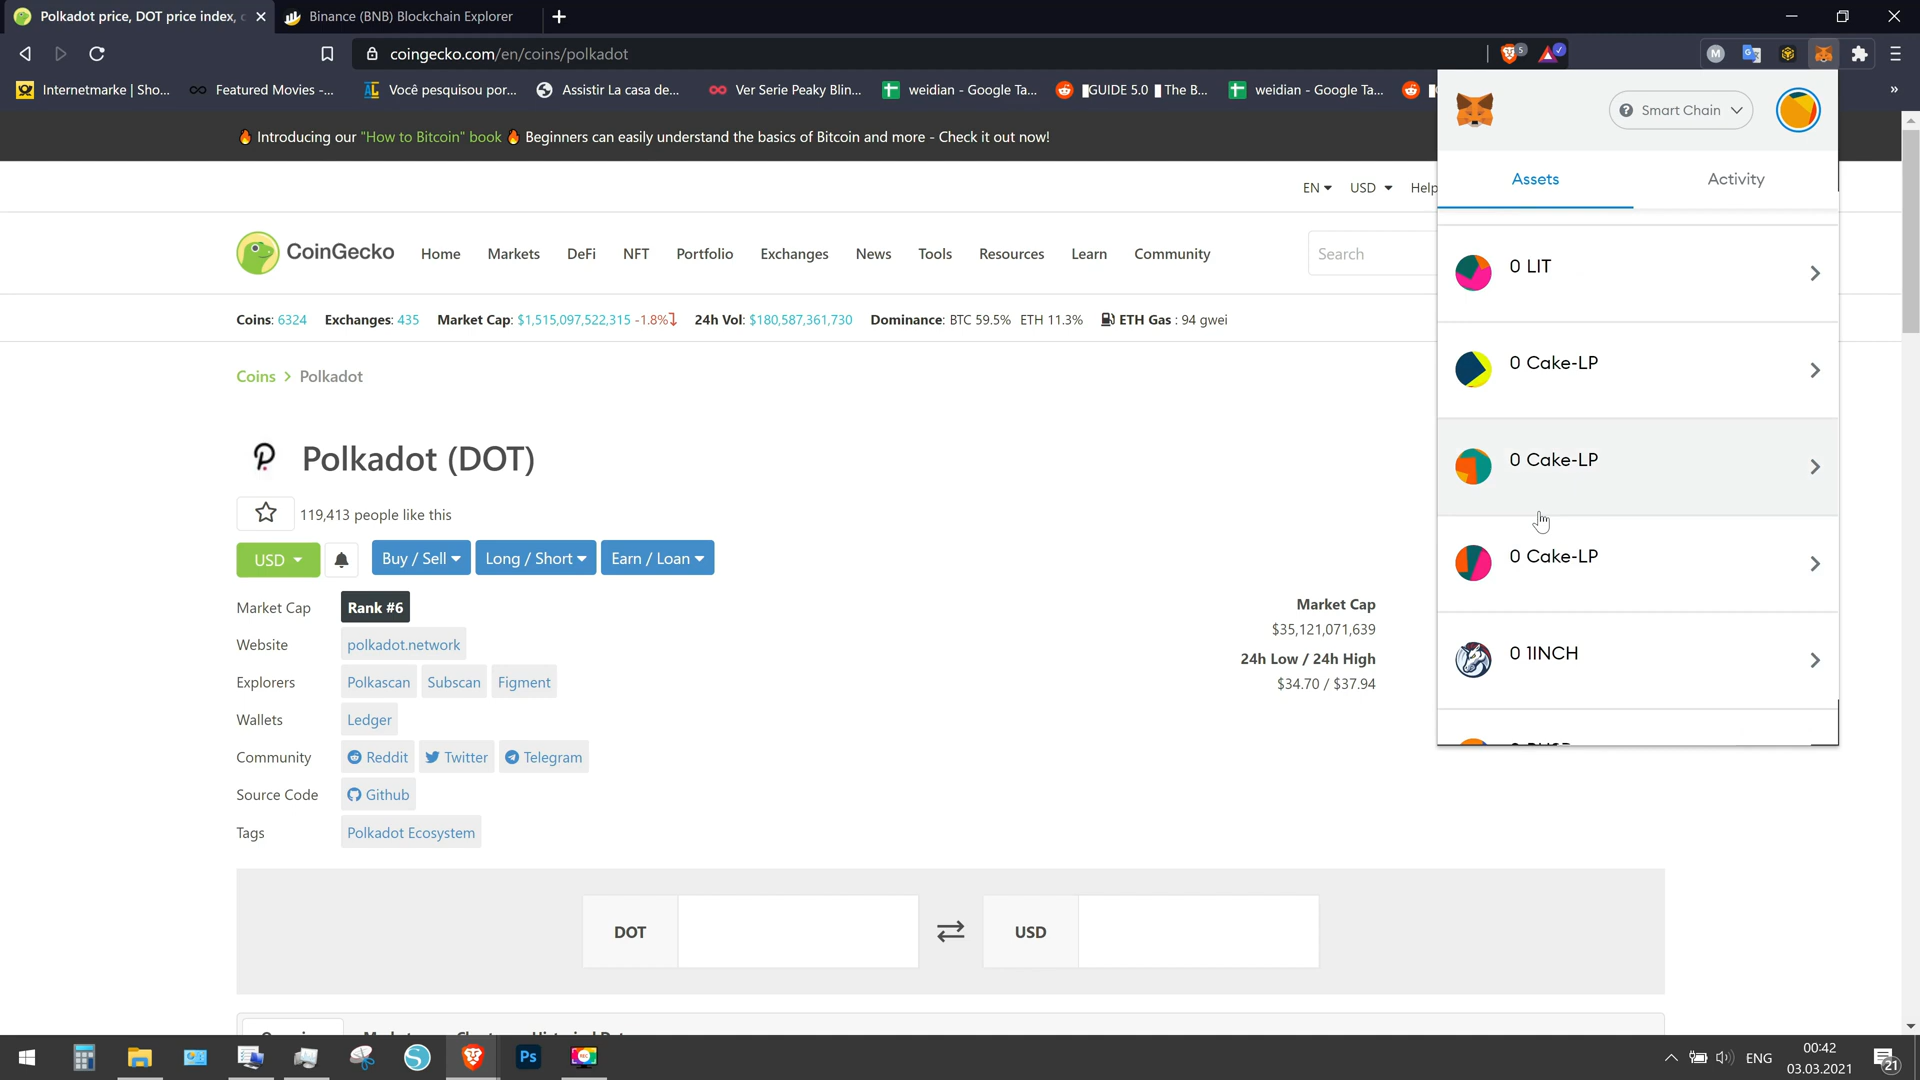 Polkadot price, DOT price index,
Binance (BNB) Blockchain Explorer
coingecko.com/en/coins/polkadot
5
M
Internetmarke | Sho...
Featured Movies -...
Você pesquisou por...
Assistir La casa de...
Ver Serie Peaky Blin...
weidian - Google Ta...
GUIDE 5.0 The B...
weidian - Google Ta...
Introducing our "How to Bitcoin" book Beginners can easily understand the basics of Bitcoin and more - Check it out now!
Smart Chain
Assets
Activity
EN
USD
Help
CoinGecko
Home
Markets
DeFi
NFT
Portfolio
Exchanges
News
Tools
Resources
Learn
Community
Search
Coins: 6324
Exchanges: 435
Market Cap: $1,515,097,522,315 -1.8%
24h Vol: $180,587,361,730
Dominance: BTC 59.5% ETH 11.3%
ETH Gas : 94 gwei
0 LIT
0 Cake-LP
0 Cake-LP
0 Cake-LP
0 1INCH
Coins > Polkadot
Polkadot (DOT)
119,413 people like this
USD
Buy / Sell
Long / Short
Earn / Loan
Market Cap
Rank #6
Website
polkadot.network
Explorers
Polkascan
Subscan
Figment
Wallets
Ledger
Community
Reddit
Twitter
Telegram
Source Code
Github
Tags
Polkadot Ecosystem
Market Cap
$35,121,071,639
24h Low / 24h High
$34.70 / $37.94
DOT
USD
Ps
REC
ENG
00:42
03.03.2021
21